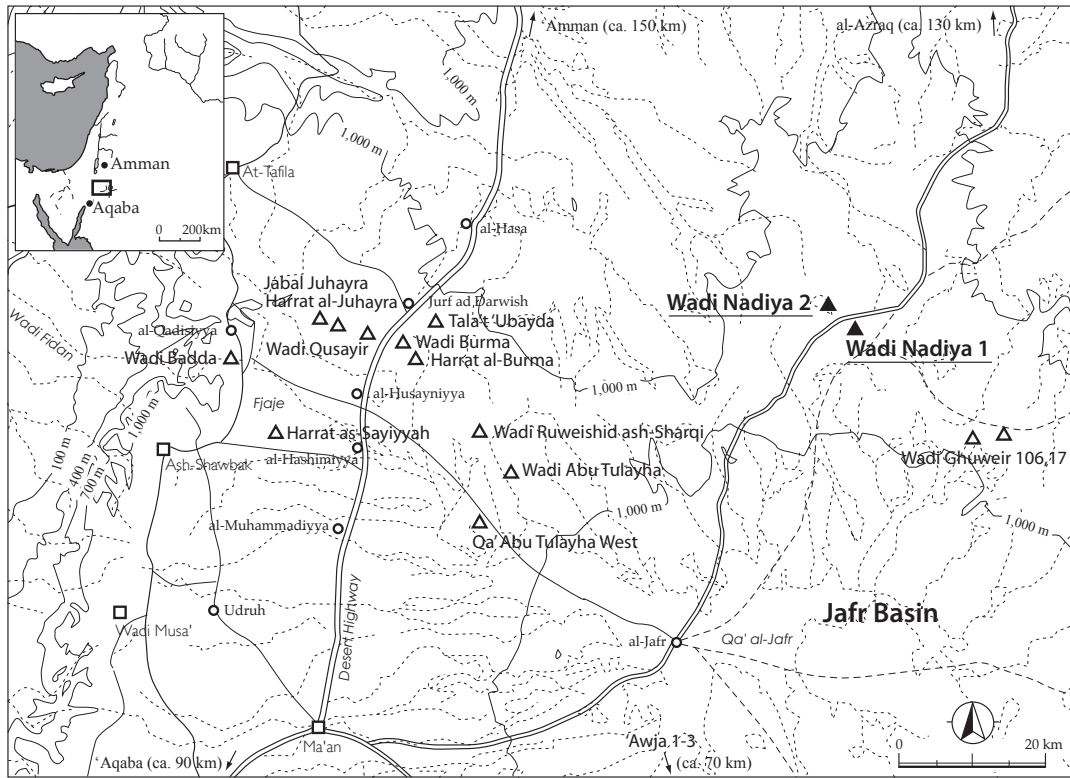 Amman (ca. 150 km)
al-Azraq (ca. 130 km)
1,000 m
1,000 m
Amman
Aqaba
0 200km
At-Tafila
al-Hasa
Jabal Juhayra
Harrat al-Juhayra
Jurf ad Darwish
Wadi Nadiya 2
Tala't 'Ubayda
Wadi Fidan
al-Qadisiyya
Wadi Qusayir
Wadi Burma
Wadi Nadiya 1
Wadi Badda
Harrat al-Burma
1,000 m
al-Husayniyya
Fjaje
1,000 m
Harrat as-Sayiyyah
Wadi Ruweishid ash-Sharqi
100 m
400 m
700 m
Ash-Shawbak
al-Hashimiyya
Wadi Ghuweir 106,17
Wadi Abu Tulayha
1,000 m
1,000 m
al-Muhammadiyya
Qa' Abu Tulayha West
Udruh
Wadi Musa'
Desert Highway
Jafr Basin
al-Jafr
Qa' al-Jafr
Ma'an
'Aqaba (ca. 90 km)
Awja 1-3
(ca. 70 km)
0 20 km